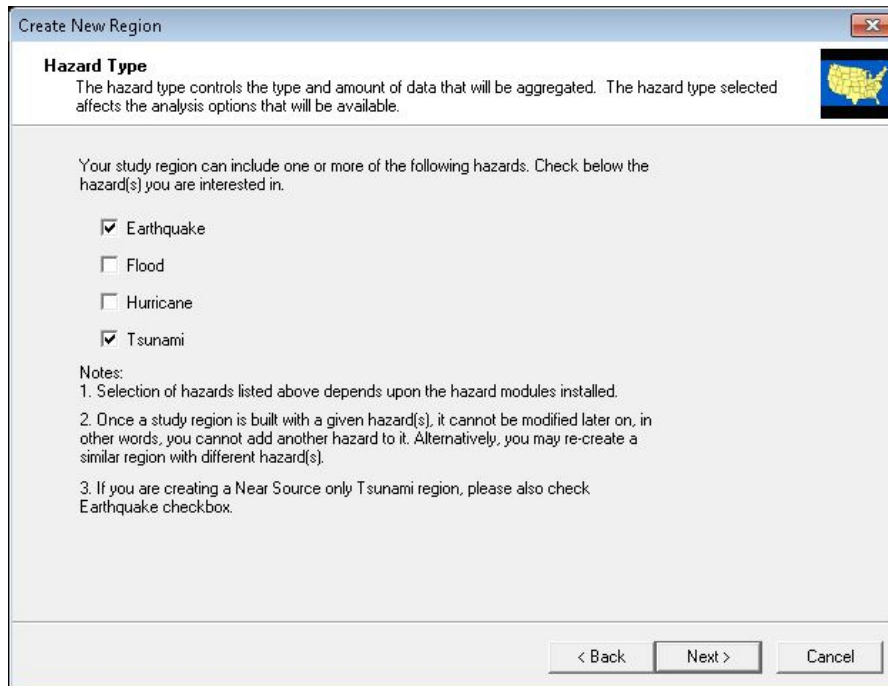 Create New Region
Hazard Type
The hazard type controls the type and amount of data that will be aggregated. The hazard type selected
affects the analysis options that will be available.
Your study region can include one or more of the following hazards. Check below the
hazard(s) you are interested in.
Earthquake
Flood
Hurricane
Tsunami
Notes:
1. Selection of hazards listed above depends upon the hazard modules installed.
2. Once a study region is built with a given hazard(s), it cannot be modified later on, in
other words, you cannot add another hazard to it. Alternatively, you may re-create a
similar region with different hazard(s).
3. If you are creating a Near Source only Tsunami region, please also check
Earthquake checkbox.
< Back
Next >
Cancel